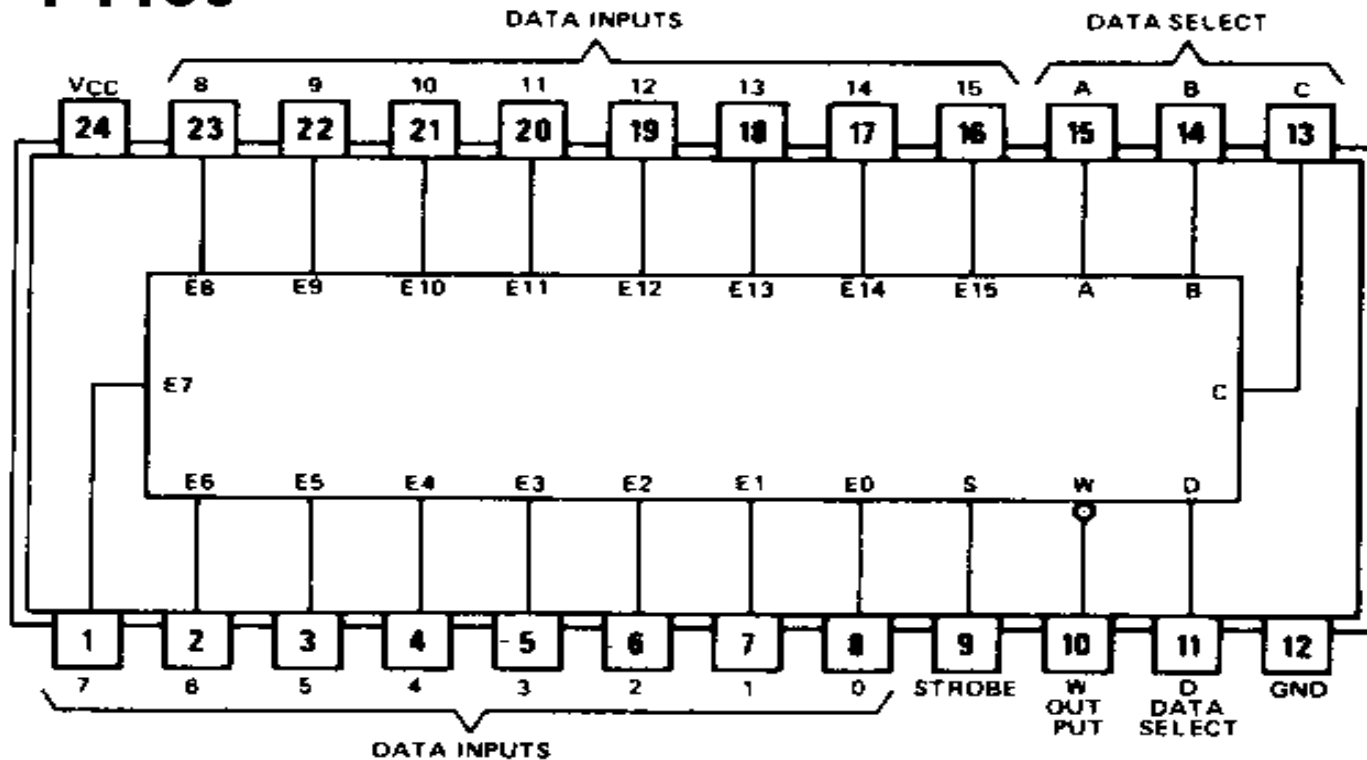 DATA INPUTS DATA SELECT
VCC 8 9 10 11 12 13 14 15 A B C
24 23 22 21 20 19 18 17 16 15 14 13
E8 E9 E10 E11 E12 E13 E14 E15 A B
E7 C
E6 E5 E4 E3 E2 E1 E0 S W D
1 2 3 4 5 6 7 8 9 10 11 12
7 6 5 4 3 2 1 0 STROBE W D GND
OUT DATA
PUT SELECT
DATA INPUTS